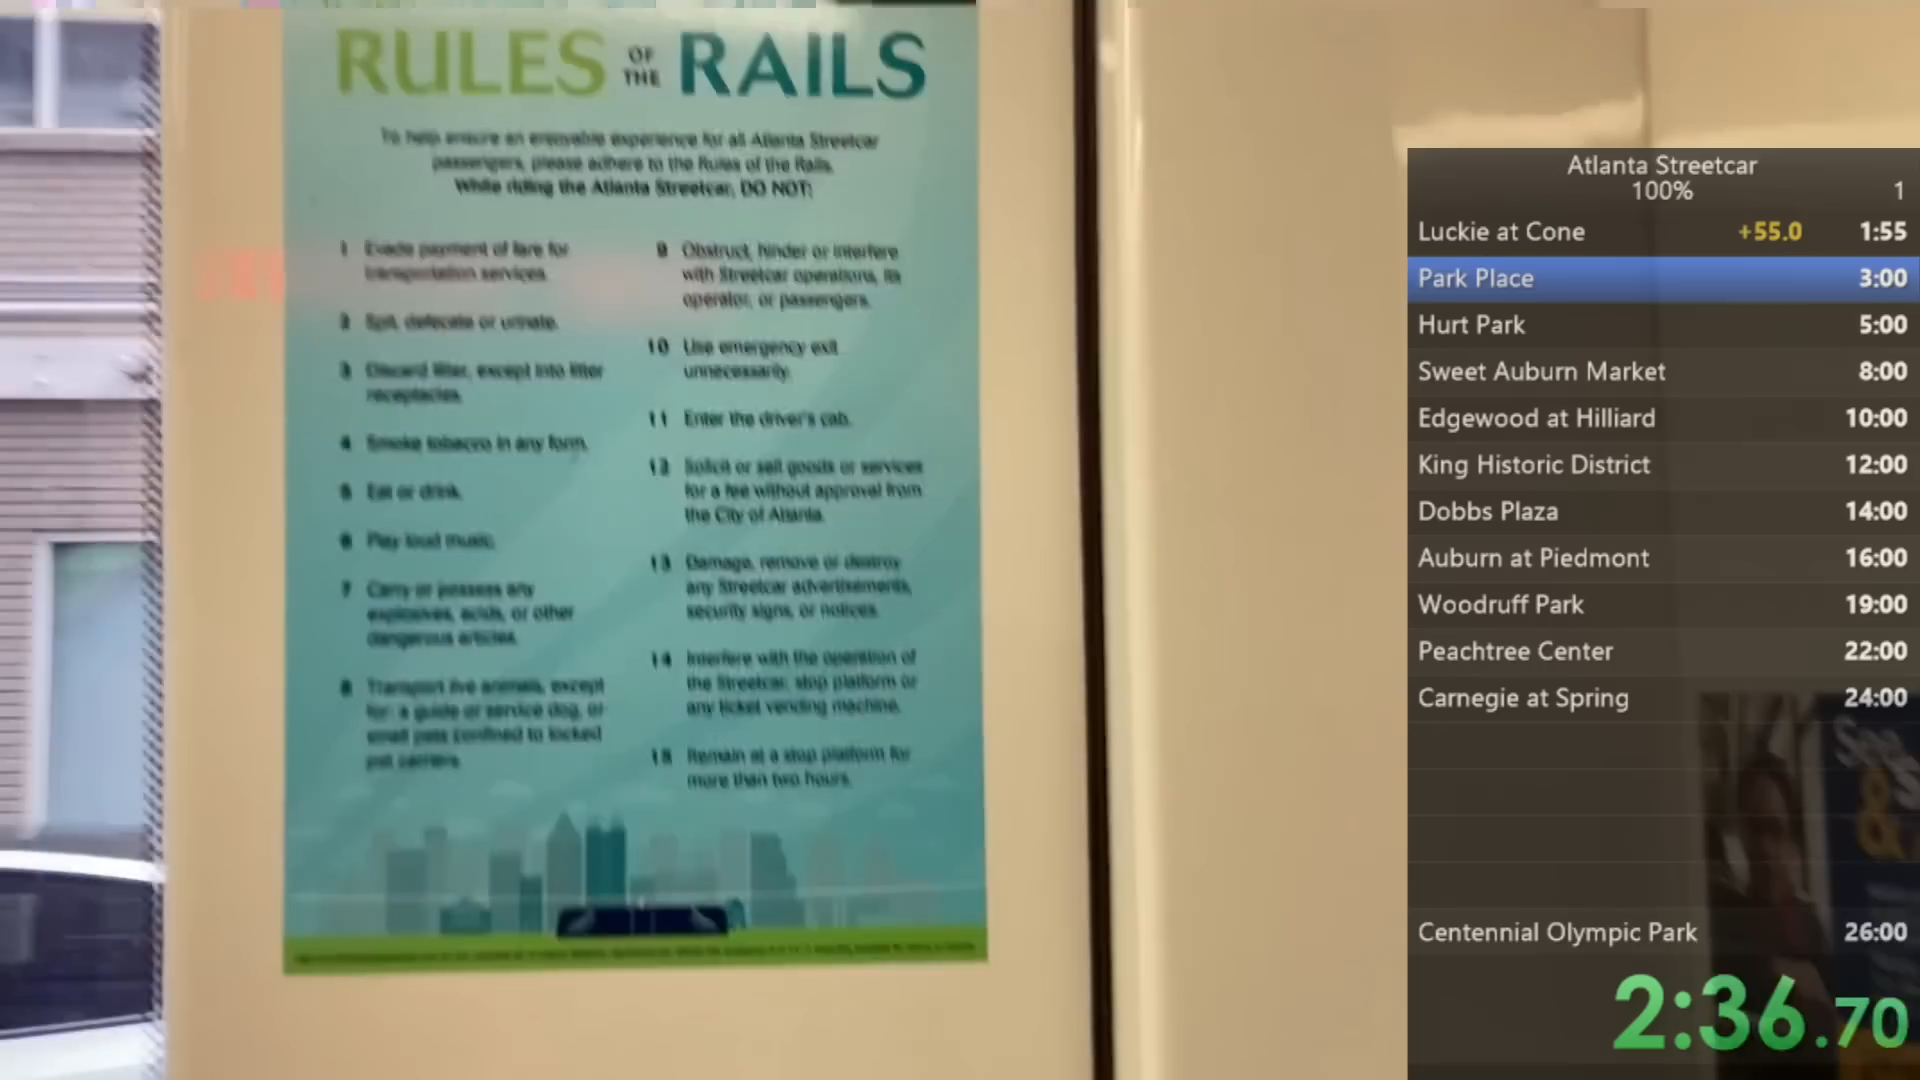 RULES OF THE RAILS
To help ensure an enjoyable experience for all Atlanta Streetcar
passengers, please adhere to the Rules of the Rails.
While riding the Atlanta Streetcar, DO NOT:
1 Evade payment of fare for
transportation services.
2 Spit, defecate or urinate.
3 Discard litter, except into litter
receptacles.
4 Smoke tobacco in any form.
5 Eat or drink.
6 Play loud music.
7 Carry or possess any
explosives, acids, or other
dangerous articles.
8 Transport live animals, except
for: a guide or service dog, or
small pets confined to locked
pet carriers.
9 Obstruct, hinder or interfere
with Streetcar operations, its
operator, or passengers.
10 Use emergency exit
unnecessarily.
11 Enter the driver's cab.
12 Solicit or sell goods or services
for a fee without approval from
the City of Atlanta.
13 Damage, remove or destroy
any Streetcar advertisements,
security signs, or notices.
14 Interfere with the operation of
the Streetcar, stop platform or
any ticket vending machine.
15 Remain at a stop platform for
more than two hours.
Atlanta Streetcar
100% 1
Luckie at Cone +55.0 1:55
Park Place 3:00
Hurt Park 5:00
Sweet Auburn Market 8:00
Edgewood at Hilliard 10:00
King Historic District 12:00
Dobbs Plaza 14:00
Auburn at Piedmont 16:00
Woodruff Park 19:00
Peachtree Center 22:00
Carnegie at Spring 24:00
See
&
Centennial Olympic Park 26:00
2:36.70